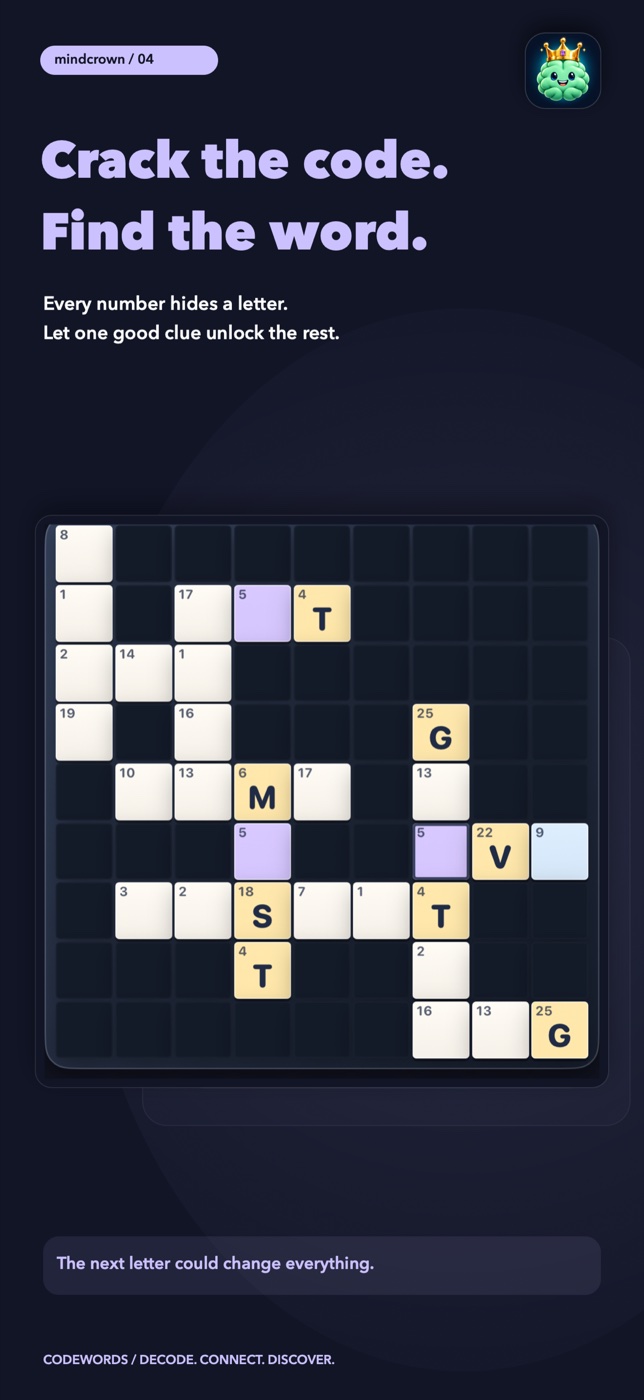 mindcrown / 04
Crack the code.
Find the word.
Every number hides a letter.
Let one good clue unlock the rest.
8
1 17 5 4 T
2 14 1
19 16 25 G
10 13 6 M 17 13
5 5 22 V 9
3 2 18 S 7 1 4 T
4 T 2
16 13 25 G
The next letter could change everything.
CODEWORDS / DECODE. CONNECT. DISCOVER.